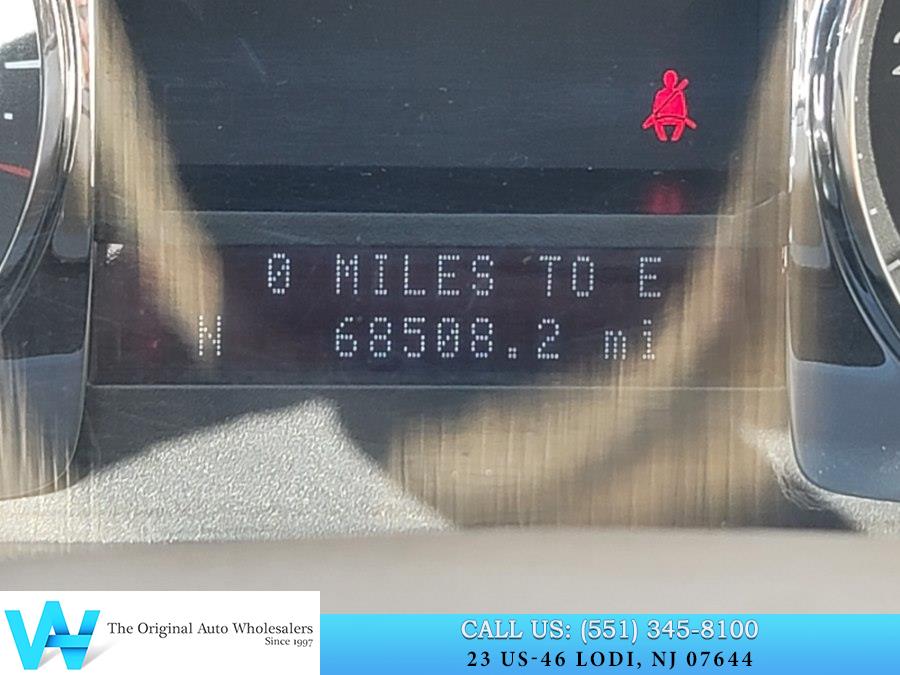 0 MILES TO E
N 68508.2 mi
The Original Auto Wholesalers
Since 1997
CALL US: (551) 345-8100
23 US-46 LODI, NJ 07644